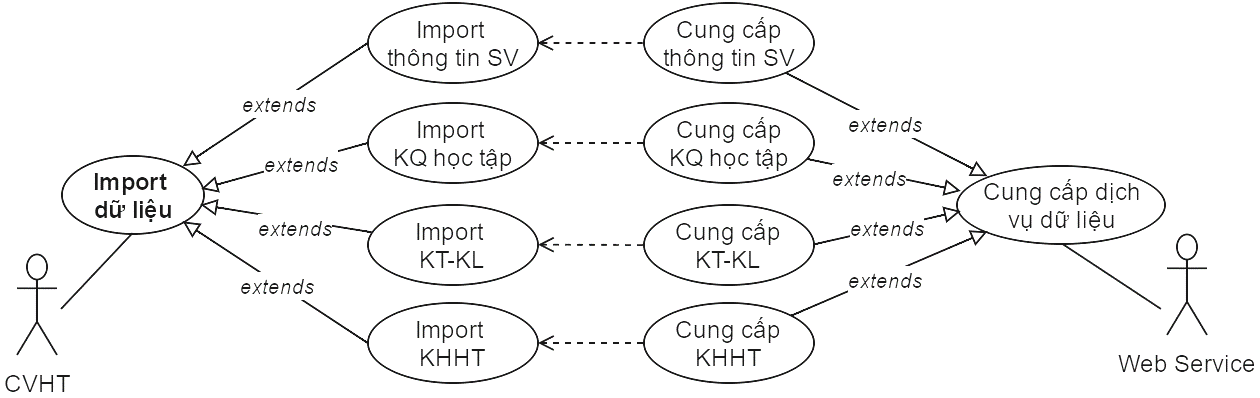 Import
thông tin SV
Cung cấp
thông tin SV
extends
extends
Import
KQ học tập
Cung cấp
KQ học tập
extends
extends
Import
dữ liệu
Cung cấp dịch
vụ dữ liệu
extends
extends
Import
KT-KL
Cung cấp
KT-KL
extends
extends
Import
KHHT
Cung cấp
KHHT
CVHT
Web Service